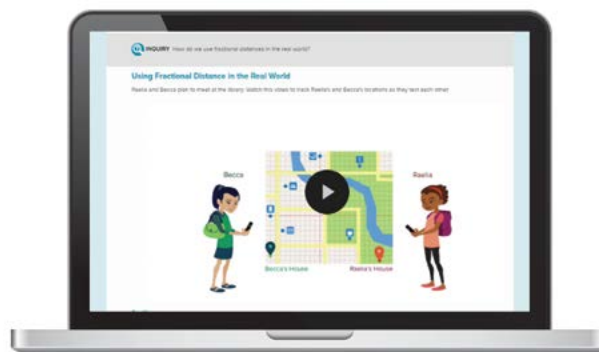 INQUIRY How do we use fractional distances in the real world?
Using Fractional Distance in the Real World
Raelia and Becca plan to meet at the library. Watch this video to track Raelia's and Becca's locations as they text each other.
Becca
Raelia
Becca's House
Raelia's House